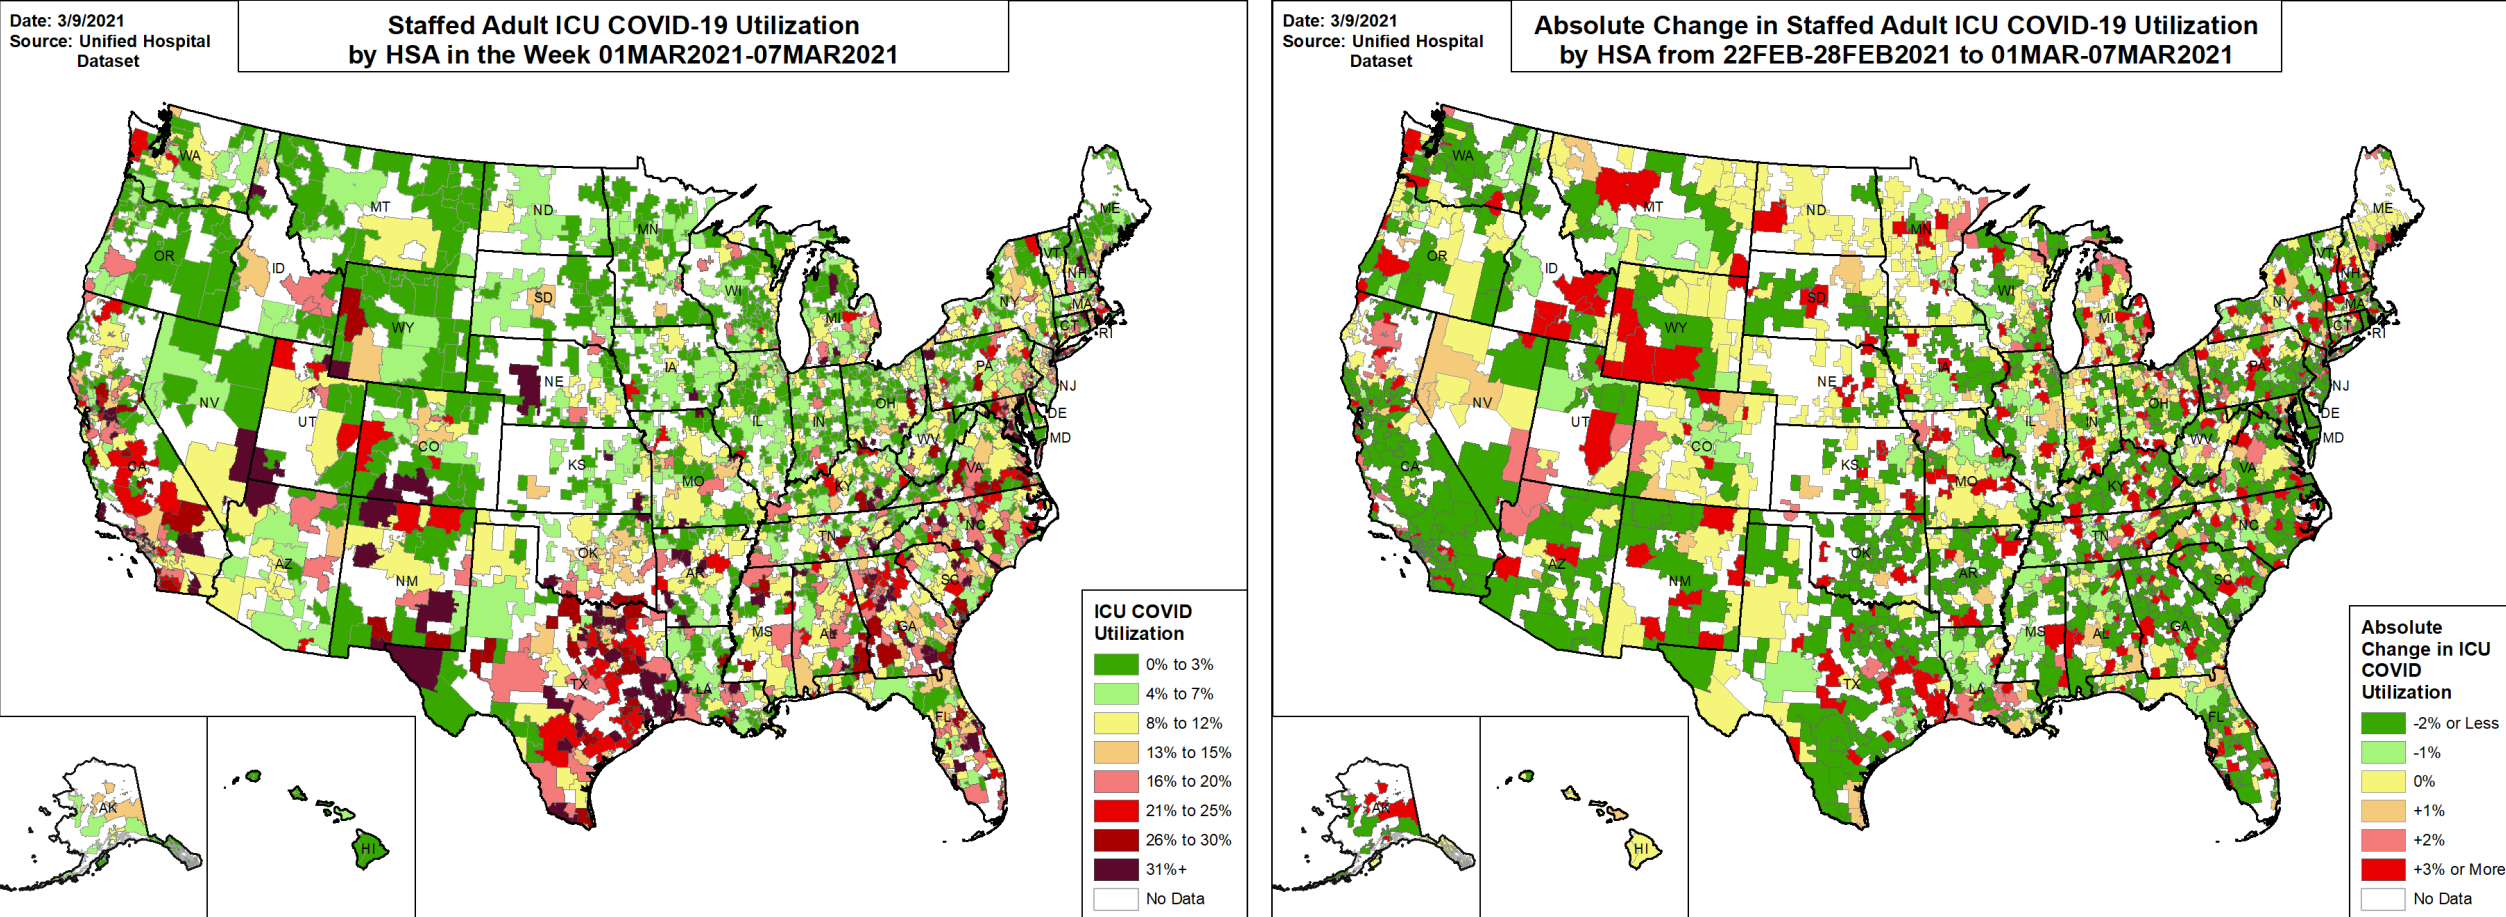 Date: 3/9/2021
Source: Unified Hospital
Dataset
Staffed Adult ICU COVID-19 Utilization
by HSA in the Week 01MAR2021-07MAR2021
WA
MT
ND
MN
ME
OR
ID
SD
WI
VT
NH
NY
MA
CT
RI
WY
MI
NE
IA
PA
NJ
NV
UT
CO
IL
IN
OH
DE
MD
WV
CA
KS
MO
KY
VA
NC
TN
OK
AR
SC
AZ
NM
MS
AL
GA
TX
LA
FL
AK
HI
ICU COVID
Utilization
0% to 3%
4% to 7%
8% to 12%
13% to 15%
16% to 20%
21% to 25%
26% to 30%
31%+
No Data
Date: 3/9/2021
Source: Unified Hospital
Dataset
Absolute Change in Staffed Adult ICU COVID-19 Utilization
by HSA from 22FEB-28FEB2021 to 01MAR-07MAR2021
WA
MT
ND
MN
ME
OR
ID
SD
WI
VT
NH
NY
MA
CT
RI
WY
MI
NE
IA
PA
NJ
NV
UT
CO
IL
IN
OH
DE
MD
WV
CA
KS
MO
KY
VA
NC
TN
OK
AR
SC
AZ
NM
MS
AL
GA
TX
LA
FL
AK
HI
Absolute
Change in ICU
COVID
Utilization
-2% or Less
-1%
0%
+1%
+2%
+3% or More
No Data